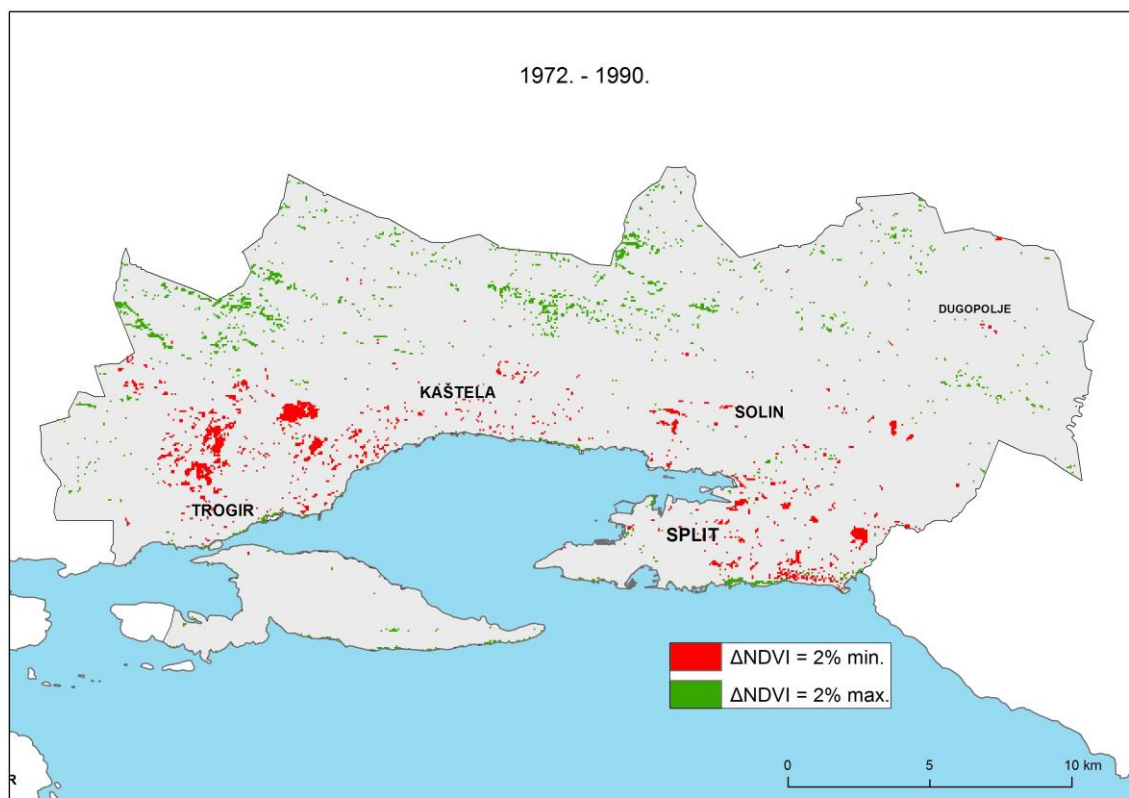 1972. - 1990.
DUGOPOLJE
KAŠTELA
SOLIN
TROGIR
SPLIT
ΔNDVI = 2% min.
ΔNDVI = 2% max.
0 5 10 km
R